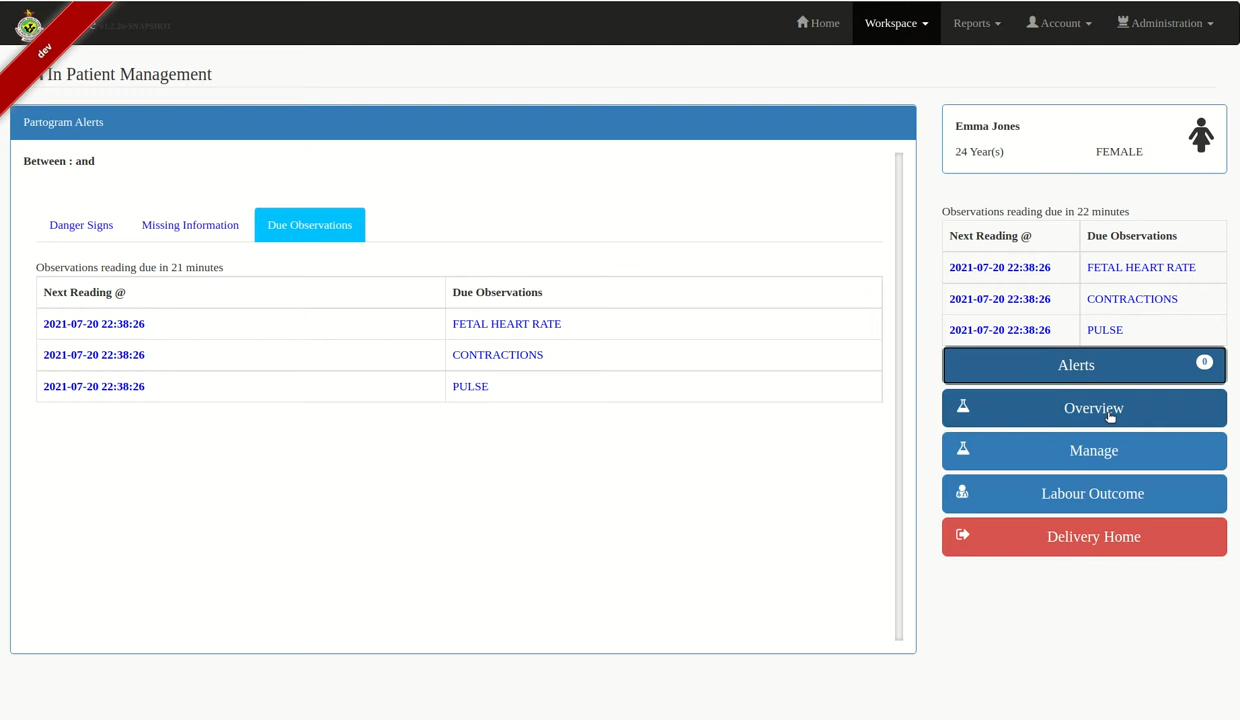 v1.2.20-SNAPSHOT
Home Workspace Reports Account Administration
dev
In Patient Management
Partogram Alerts
Between : and
Danger Signs Missing Information Due Observations
Observations reading due in 21 minutes
Next Reading @ Due Observations
2021-07-20 22:38:26 FETAL HEART RATE
2021-07-20 22:38:26 CONTRACTIONS
2021-07-20 22:38:26 PULSE
Emma Jones
24 Year(s) FEMALE
Observations reading due in 22 minutes
Next Reading @ Due Observations
2021-07-20 22:38:26 FETAL HEART RATE
2021-07-20 22:38:26 CONTRACTIONS
2021-07-20 22:38:26 PULSE
Alerts 0
Overview
Manage
Labour Outcome
Delivery Home